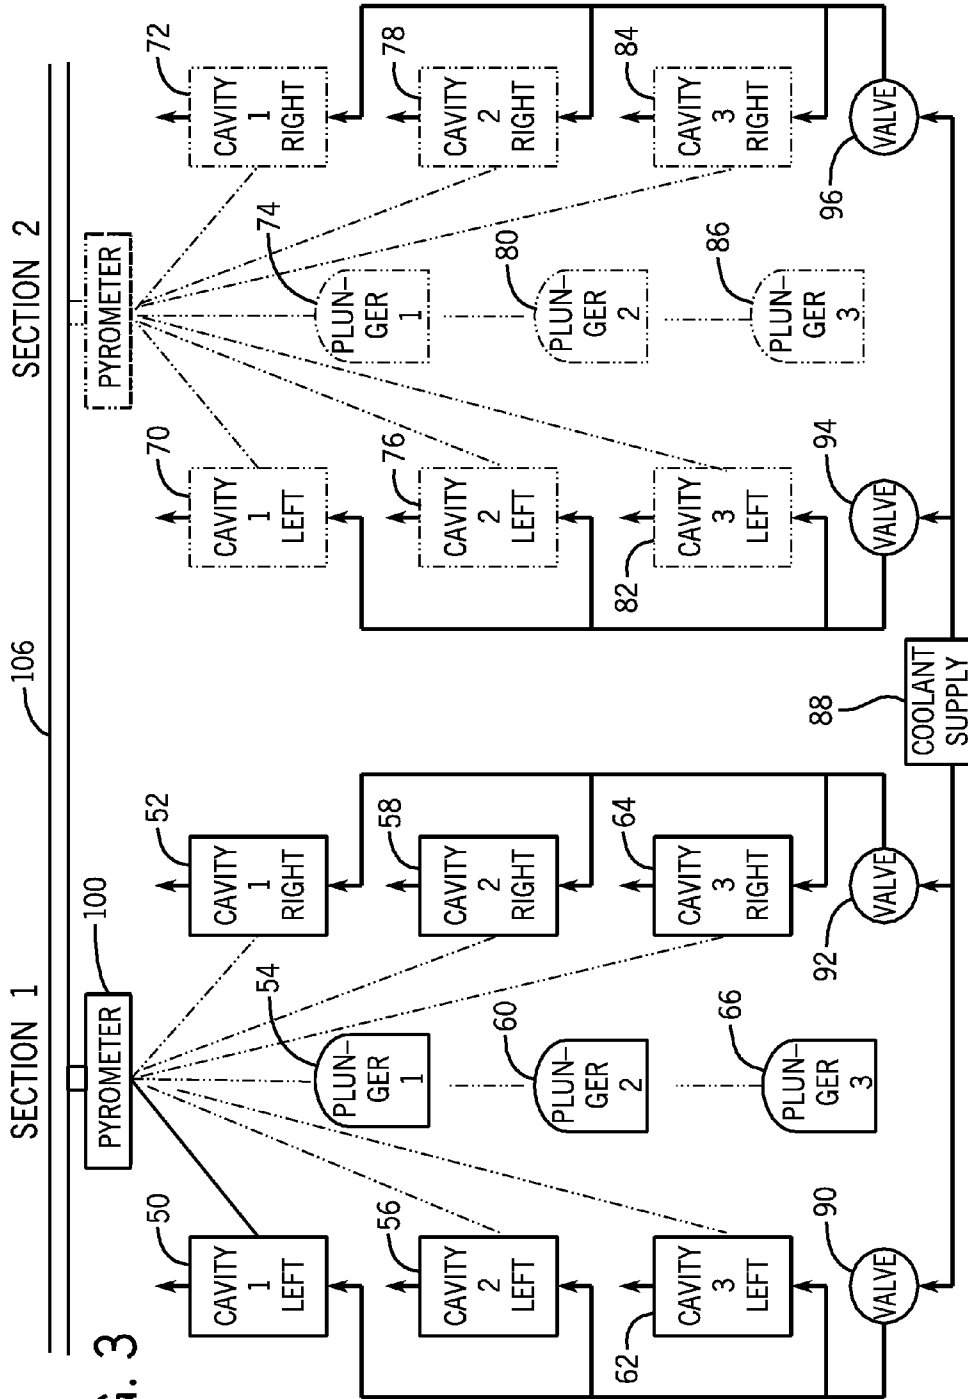 SECTION 1
106
SECTION 2
PYROMETER
100
PYROMETER
G. 3
50
CAVITY
1
LEFT
54
PLUN-
GER
1
52
CAVITY
1
RIGHT
70
CAVITY
1
LEFT
74
PLUN-
GER
1
72
CAVITY
1
RIGHT
56
CAVITY
2
LEFT
60
PLUN-
GER
2
58
CAVITY
2
RIGHT
76
CAVITY
2
LEFT
80
PLUN-
GER
2
78
CAVITY
2
RIGHT
62
CAVITY
3
LEFT
66
PLUN-
GER
3
64
CAVITY
3
RIGHT
82
CAVITY
3
LEFT
86
PLUN-
GER
3
84
CAVITY
3
RIGHT
90
VALVE
92
VALVE
88
COOLANT
SUPPLY
94
VALVE
96
VALVE